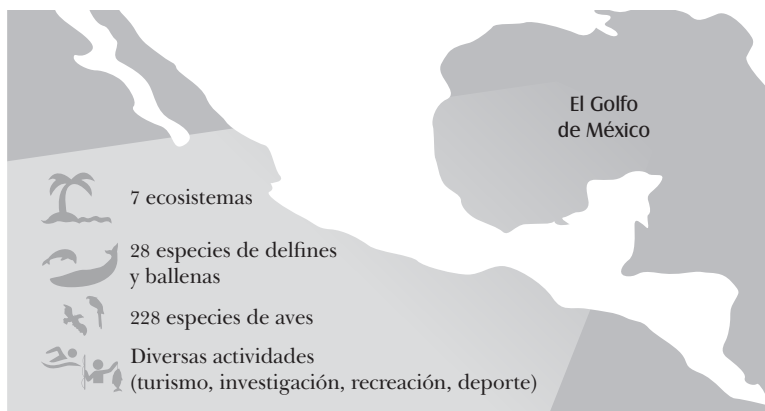 El Golfo
de México
7 ecosistemas
28 especies de delfines
y ballenas
228 especies de aves
Diversas actividades
(turismo, investigación, recreación, deporte)